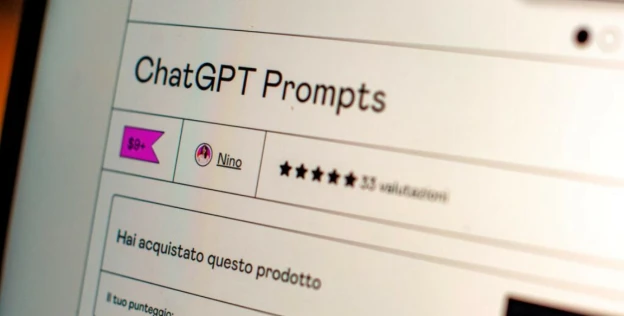 ChatGPT Prompts
$9+
Nino
★★★★★ 33 valutazioni
Hai acquistato questo prodotto
Il tuo punteggio: